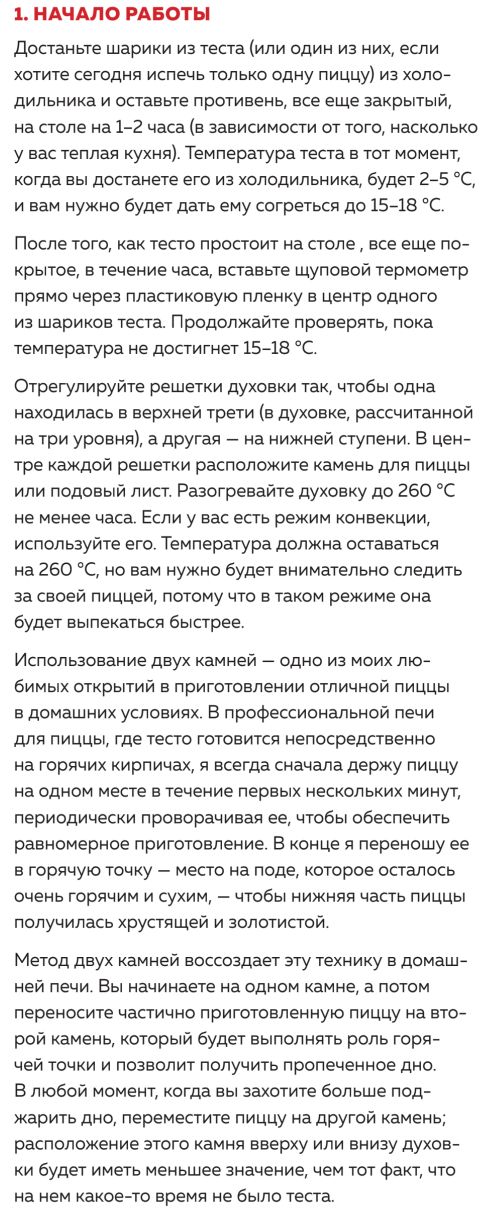 1. НАЧАЛО РАБОТЫ
Достаньте шарики из теста (или один из них, если
хотите сегодня испечь только одну пиццу) из холо-
дильника и оставьте противень, все еще закрытый,
на столе на 1–2 часа (в зависимости от того, насколько
у вас теплая кухня). Температура теста в тот момент,
когда вы достанете его из холодильника, будет 2–5 °C,
и вам нужно будет дать ему согреться до 15–18 °C.
После того, как тесто простоит на столе , все еще по-
крытое, в течение часа, вставьте щуповой термометр
прямо через пластиковую пленку в центр одного
из шариков теста. Продолжайте проверять, пока
температура не достигнет 15–18 °C.
Отрегулируйте решетки духовки так, чтобы одна
находилась в верхней трети (в духовке, рассчитанной
на три уровня), а другая — на нижней ступени. В цен-
тре каждой решетки расположите камень для пиццы
или подовый лист. Разогревайте духовку до 260 °C
не менее часа. Если у вас есть режим конвекции,
используйте его. Температура должна оставаться
на 260 °C, но вам нужно будет внимательно следить
за своей пиццей, потому что в таком режиме она
будет выпекаться быстрее.
Использование двух камней — одно из моих лю-
бимых открытий в приготовлении отличной пиццы
в домашних условиях. В профессиональной печи
для пиццы, где тесто готовится непосредственно
на горячих кирпичах, я всегда сначала держу пиццу
на одном месте в течение первых нескольких минут,
периодически проворачивая ее, чтобы обеспечить
равномерное приготовление. В конце я переношу ее
в горячую точку — место на поде, которое осталось
очень горячим и сухим, — чтобы нижняя часть пиццы
получилась хрустящей и золотистой.
Метод двух камней воссоздает эту технику в домаш-
ней печи. Вы начинаете на одном камне, а потом
переносите частично приготовленную пиццу на вто-
рой камень, который будет выполнять роль горя-
чей точки и позволит получить пропеченное дно.
В любой момент, когда вы захотите больше под-
жарить дно, переместите пиццу на другой камень;
расположение этого камня вверху или внизу духов-
ки будет иметь меньшее значение, чем тот факт, что
на нем какое-то время не было теста.